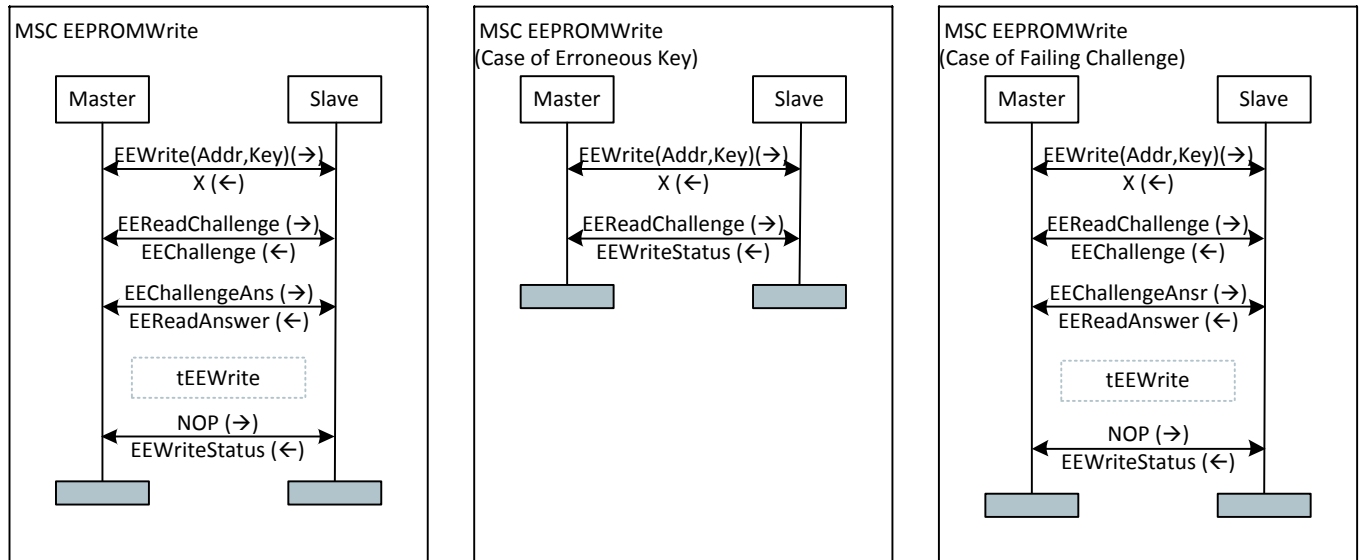 MSC EEPROMWrite
Master
Slave
EEWrite(Addr,Key)(→)
X (←)
EEReadChallenge (→)
EEChallenge (←)
EEChallengeAns (→)
EEReadAnswer (←)
tEEWrite
NOP (→)
EEWriteStatus (←)
MSC EEPROMWrite
(Case of Erroneous Key)
Master
Slave
EEWrite(Addr,Key)(→)
X (←)
EEReadChallenge (→)
EEWriteStatus (←)
MSC EEPROMWrite
(Case of Failing Challenge)
Master
Slave
EEWrite(Addr,Key)(→)
X (←)
EEReadChallenge (→)
EEChallenge (←)
EEChallengeAnsr (→)
EEReadAnswer (←)
tEEWrite
NOP (→)
EEWriteStatus (←)